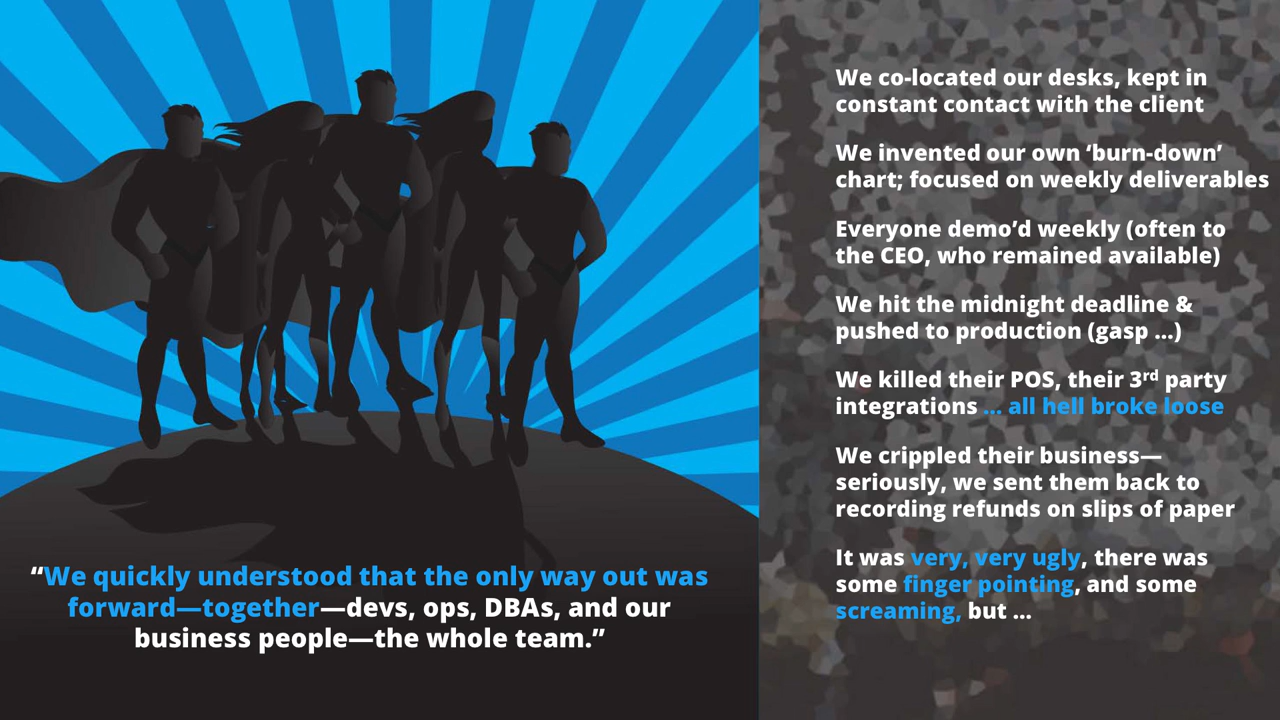 “We quickly understood that the only way out was
forward—together—devs, ops, DBAs, and our
business people—the whole team.”
We co-located our desks, kept in
constant contact with the client
We invented our own ‘burn-down’
chart; focused on weekly deliverables
Everyone demo’d weekly (often to
the CEO, who remained available)
We hit the midnight deadline &
pushed to production (gasp …)
We killed their POS, their 3rd party
integrations … all hell broke loose
We crippled their business—
seriously, we sent them back to
recording refunds on slips of paper
It was very, very ugly, there was
some finger pointing, and some
screaming, but …